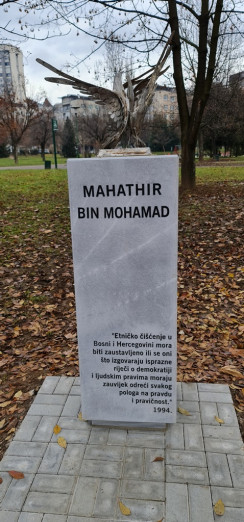 MAHATHIR
BIN MOHAMAD
"Etničko čišćenje u
Bosni i Hercegovini mora
biti zaustavljeno ili se oni
što izgovaraju isprazne
riječi o demokratiji
i ljudskim pravima moraju
zauvijek odreći svakog
pologa na pravdu
i pravičnost."
1994.